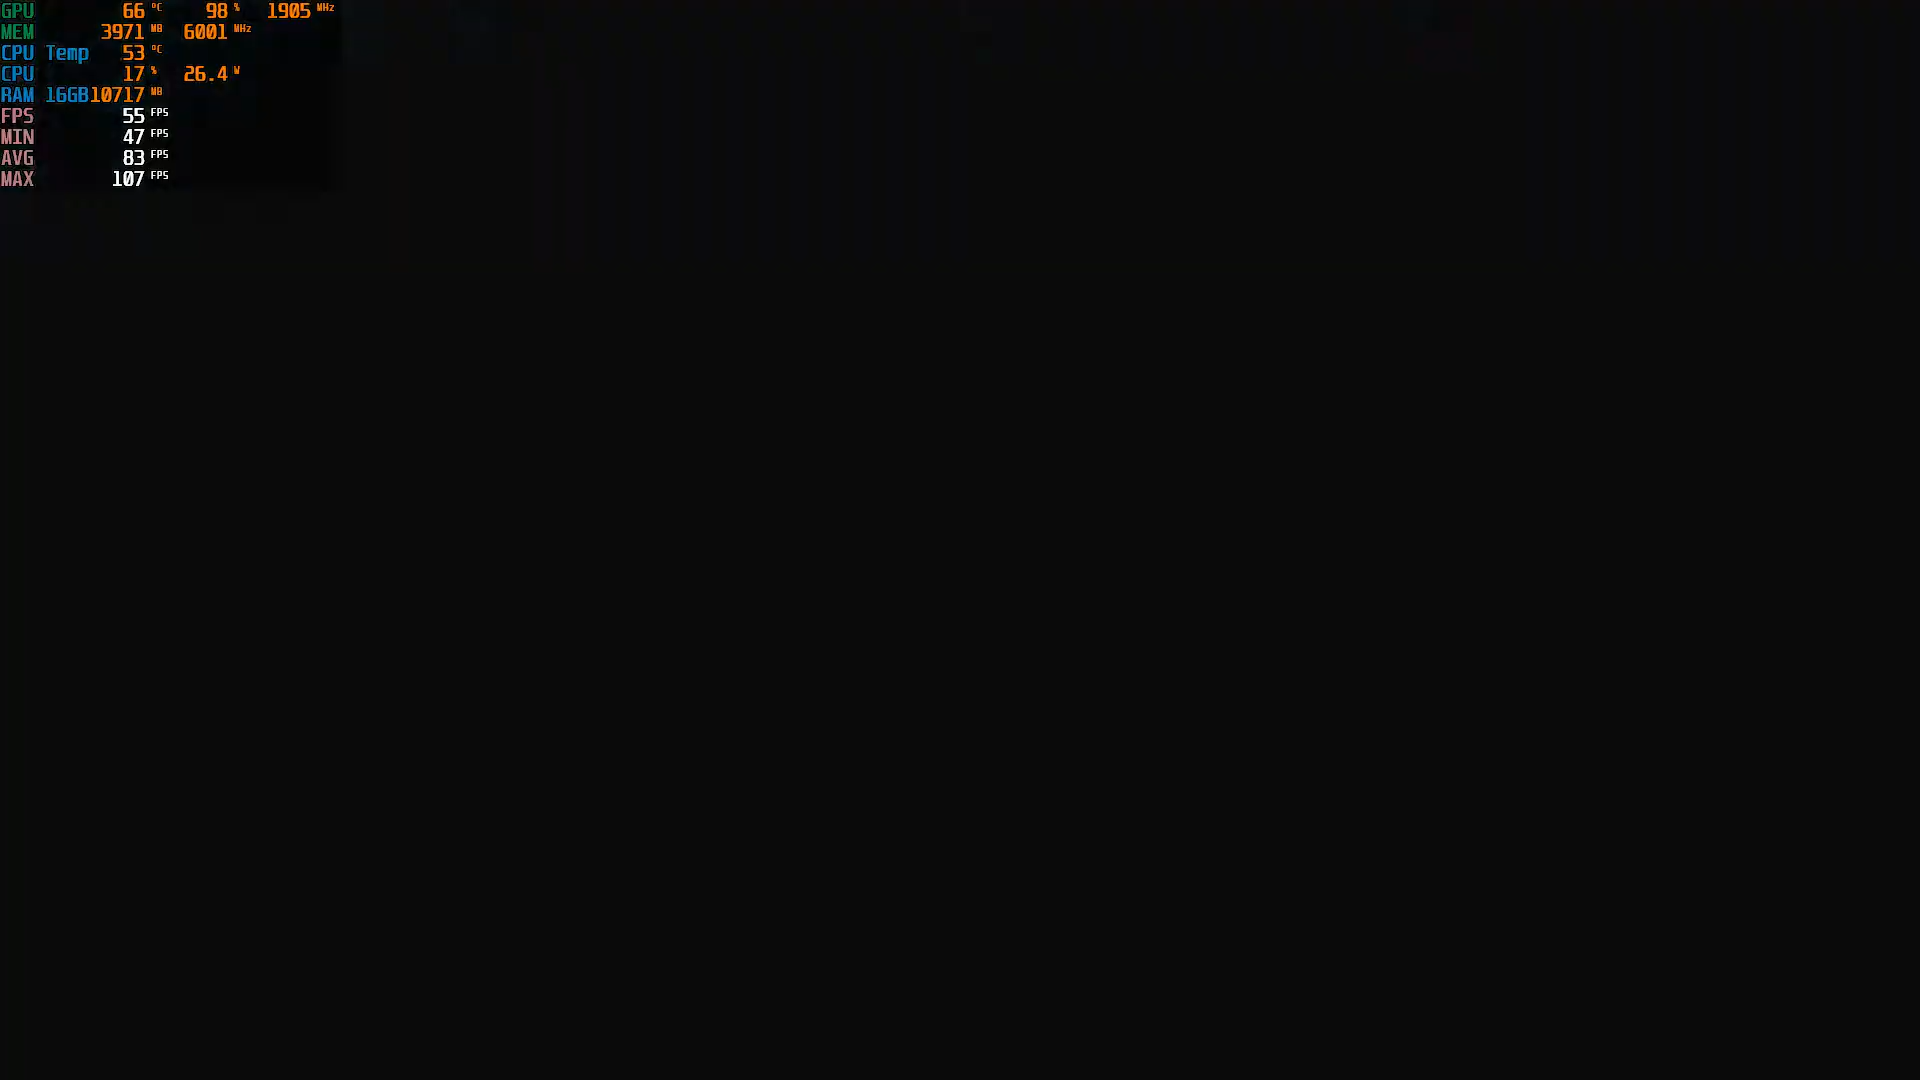 GPU 66 °C 98 % 1905 MHz
MEM 3971 MB 6001 MHz
CPU Temp 53 °C
CPU 17 % 26.4 W
RAM 16GB 10717 MB
FPS 55 FPS
MIN 47 FPS
AVG 83 FPS
MAX 107 FPS